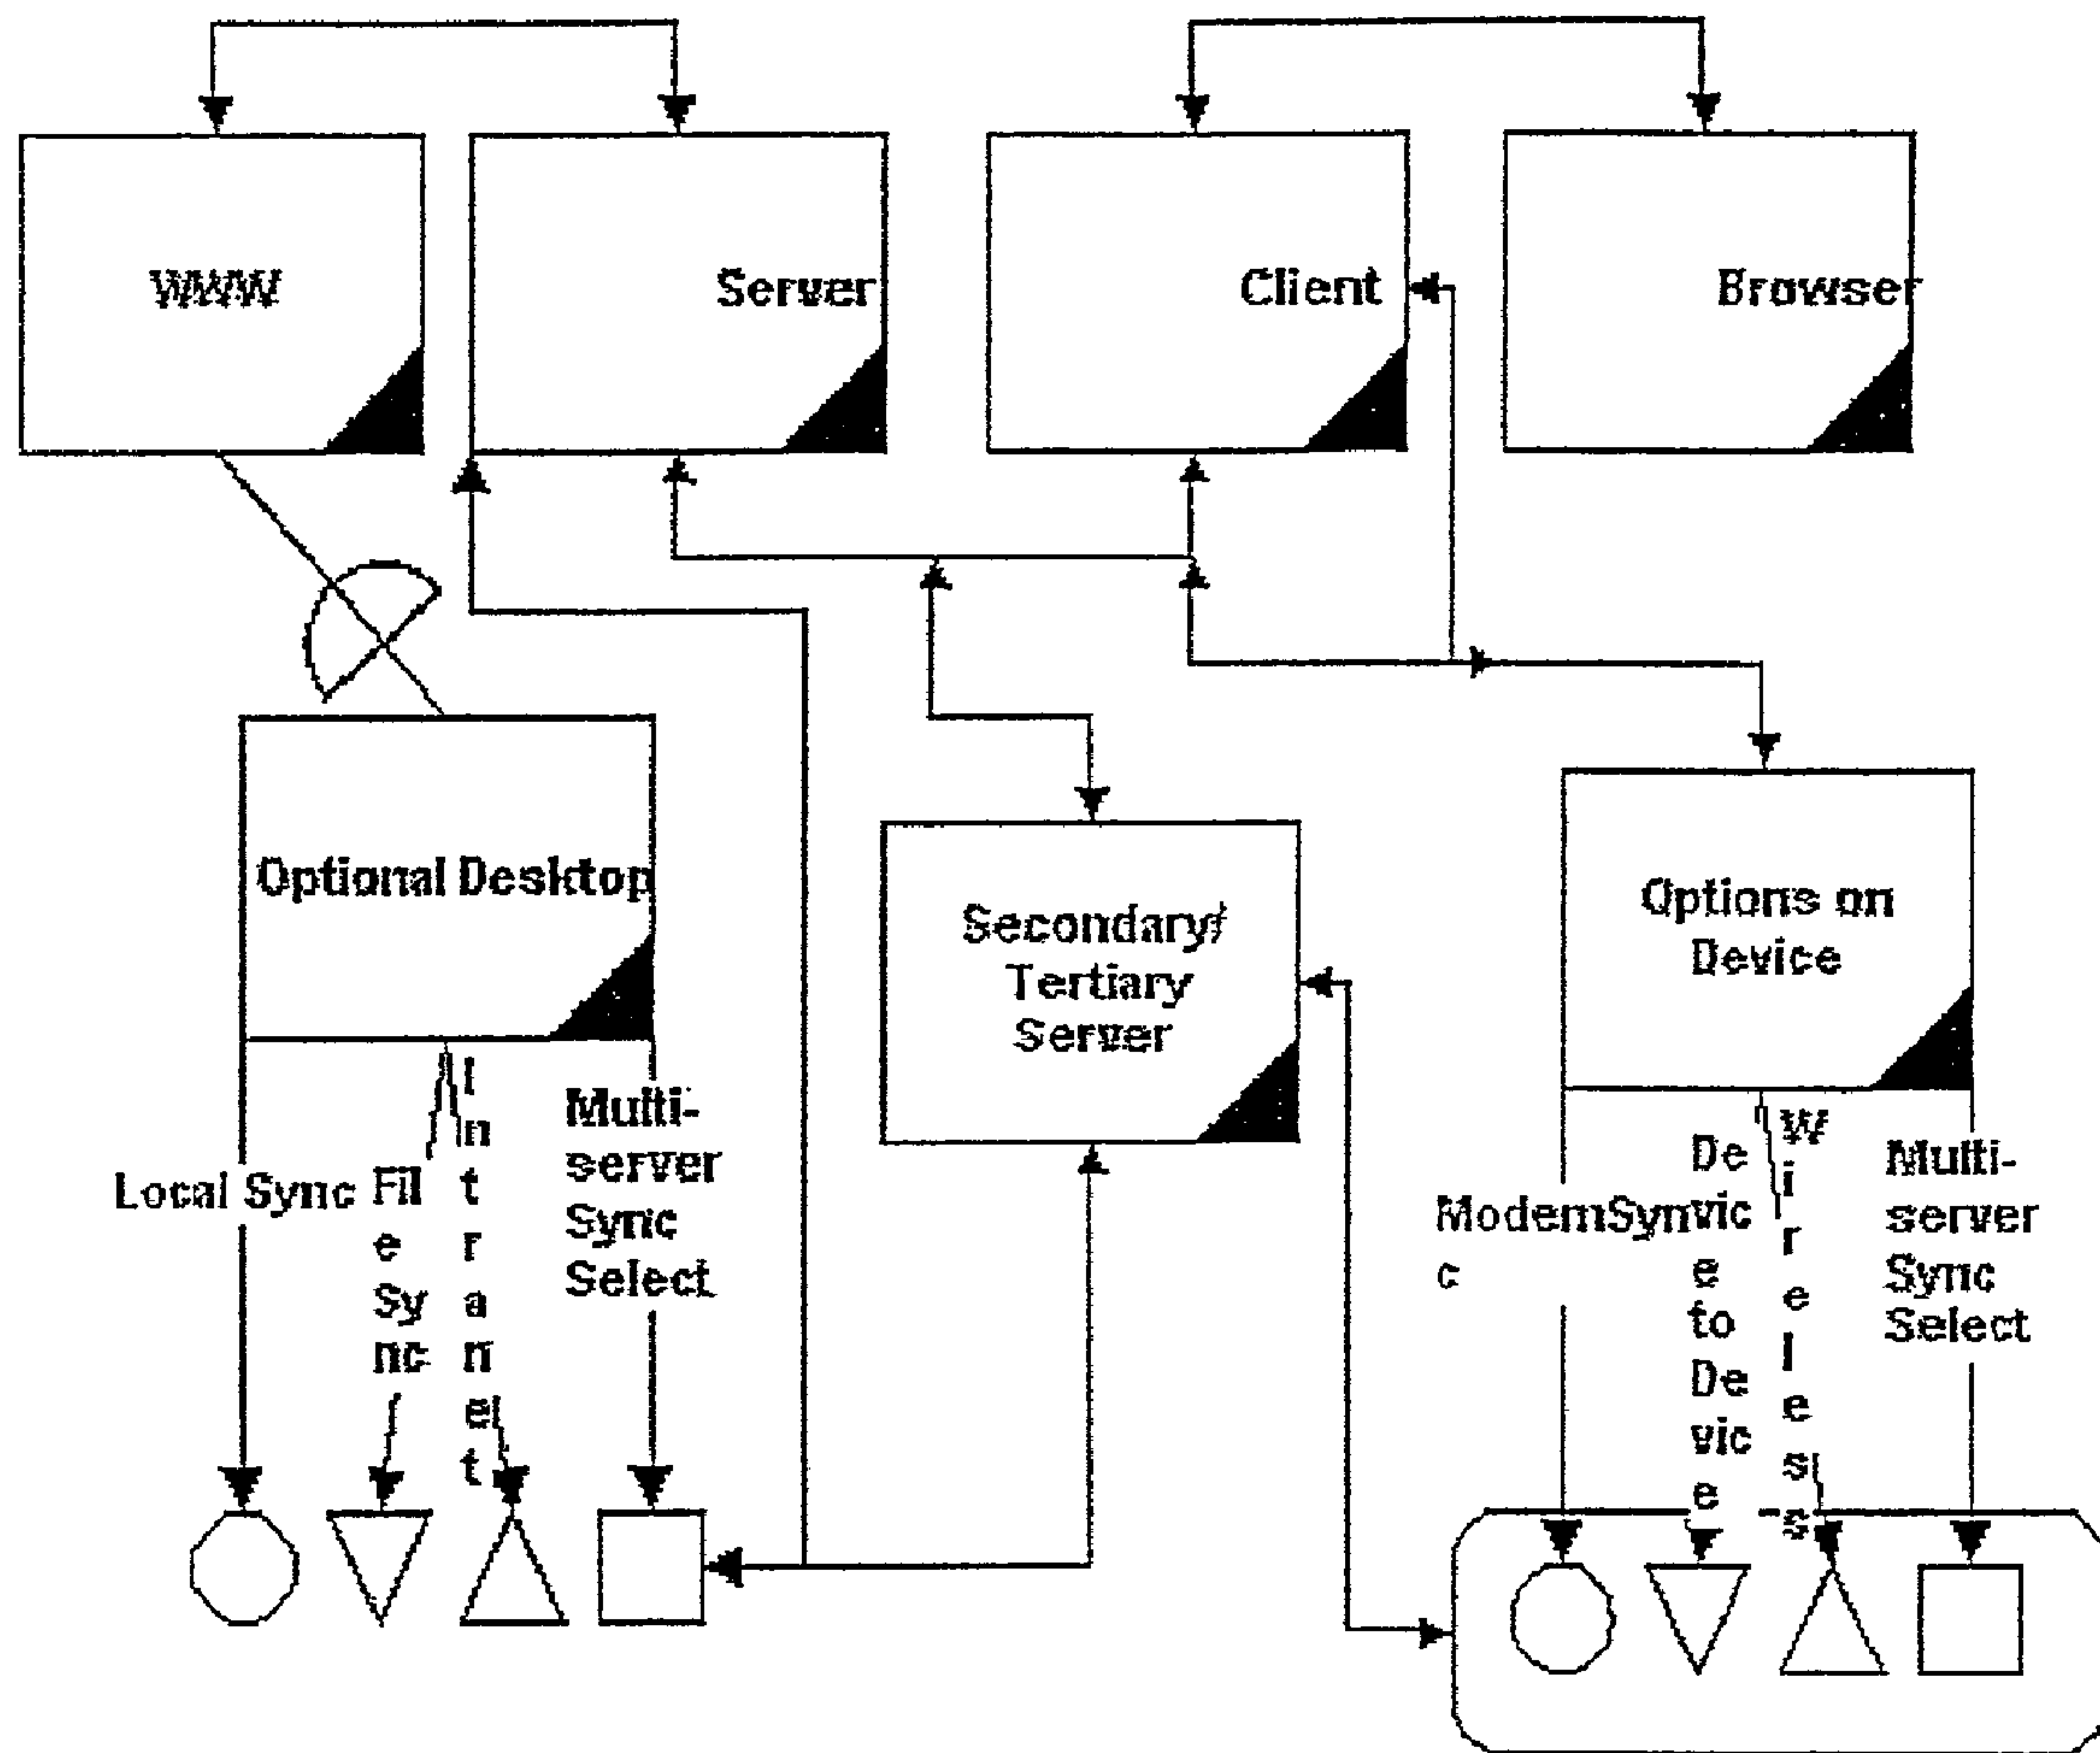 WWW
Server
Client
Browser
Optional Desktop
Secondary/
Tertiary
Server
Options on
Device
Local Sync
Fil
e
Sy
nc
I
n
t
r
a
n
e
t
Multi-
server
Sync
Select
ModemSyn
c
De
vic
e
to
De
vic
e
W
i
r
e
l
e
s
s
Multi-
server
Sync
Select